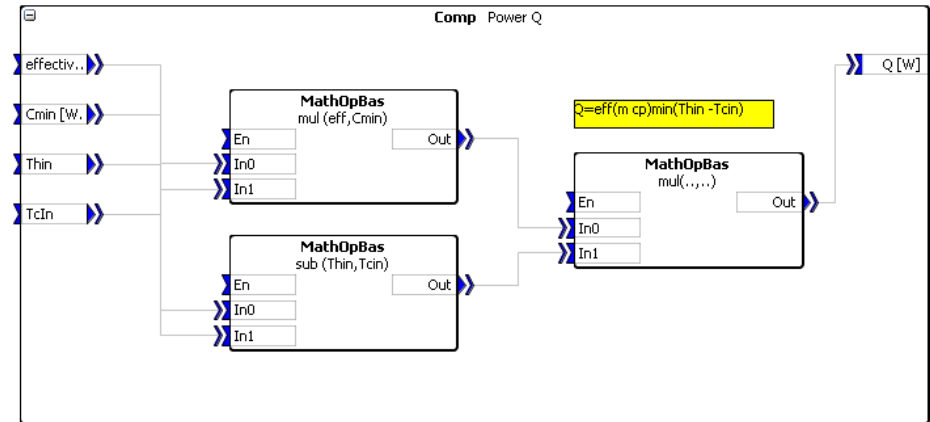 Comp Power Q
effectiv..
Cmin [W.
Thin
TcIn
MathOpBas
mul (eff,Cmin)
En
Out
In0
In1
MathOpBas
sub (Thin,Tcin)
En
Out
In0
In1
Q=eff(m cp)min(Thin -Tcin)
MathOpBas
mul(..,..)
En
Out
In0
In1
Q [W]